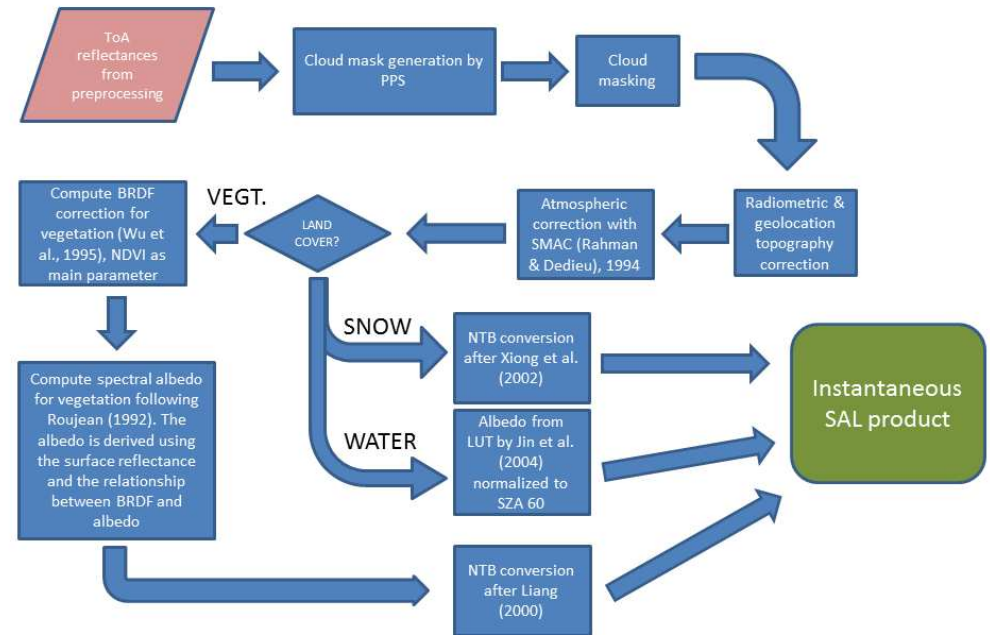 ToA
reflectances
from
preprocessing
Cloud mask generation by
PPS
Cloud
masking
Radiometric &
geolocation
topography
correction
Atmospheric
correction with
SMAC (Rahman
& Dedieu), 1994
LAND
COVER?
VEGT.
Compute BRDF
correction for
vegetation (Wu et
al., 1995), NDVI as
main parameter
Compute spectral albedo
for vegetation following
Roujean (1992). The
albedo is derived using
the surface reflectance
and the relationship
between BRDF and
albedo
SNOW
NTB conversion
after Xiong et al.
(2002)
WATER
Albedo from
LUT by Jin et al.
(2004)
normalized to
SZA 60
NTB conversion
after Liang
(2000)
Instantaneous
SAL product